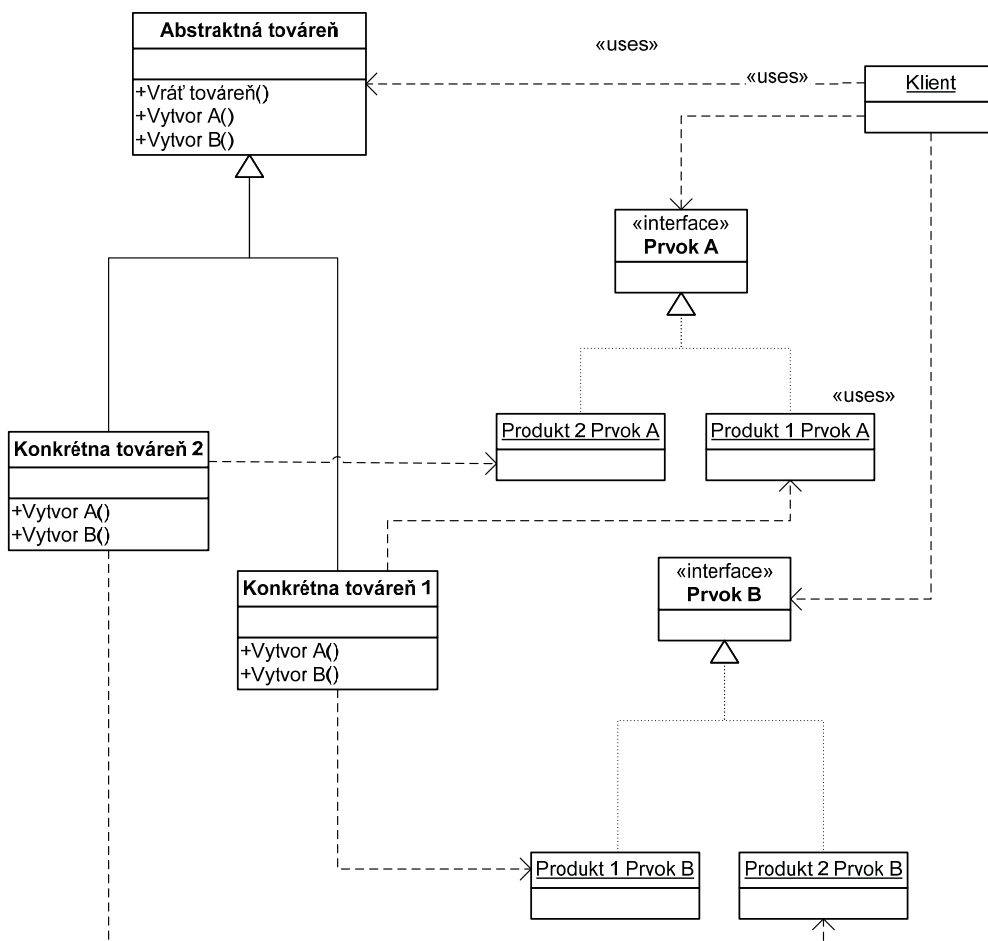 Abstraktná továreň
+Vráť továreň()
+Vytvor A()
+Vytvor B()
«uses»
«uses»
Klient
«interface»
Prvok A
«uses»
Produkt 2 Prvok A
Produkt 1 Prvok A
Konkrétna továreň 2
+Vytvor A()
+Vytvor B()
Konkrétna továreň 1
+Vytvor A()
+Vytvor B()
«interface»
Prvok B
Produkt 1 Prvok B
Produkt 2 Prvok B